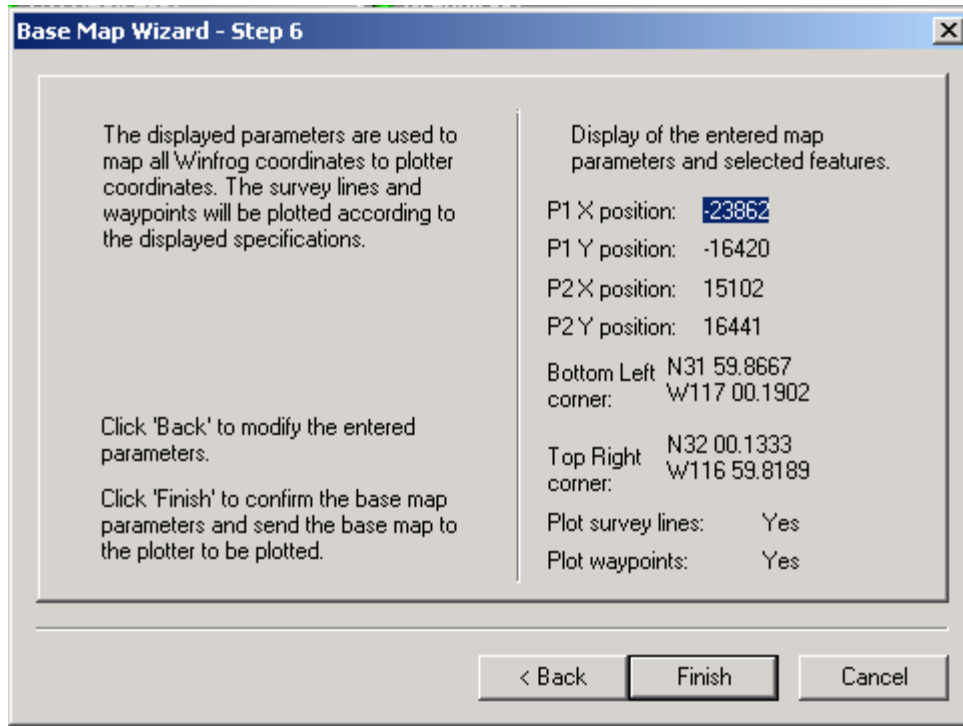 Base Map Wizard - Step 6
The displayed parameters are used to
map all Winfrog coordinates to plotter
coordinates. The survey lines and
waypoints will be plotted according to
the displayed specifications.
Click 'Back' to modify the entered
parameters.
Click 'Finish' to confirm the base map
parameters and send the base map to
the plotter to be plotted.
Display of the entered map
parameters and selected features.
P1 X position: -23862
P1 Y position: -16420
P2 X position: 15102
P2 Y position: 16441
Bottom Left corner: N31 59.8667
W117 00.1902
Top Right corner: N32 00.1333
W116 59.8189
Plot survey lines: Yes
Plot waypoints: Yes
< Back
Finish
Cancel